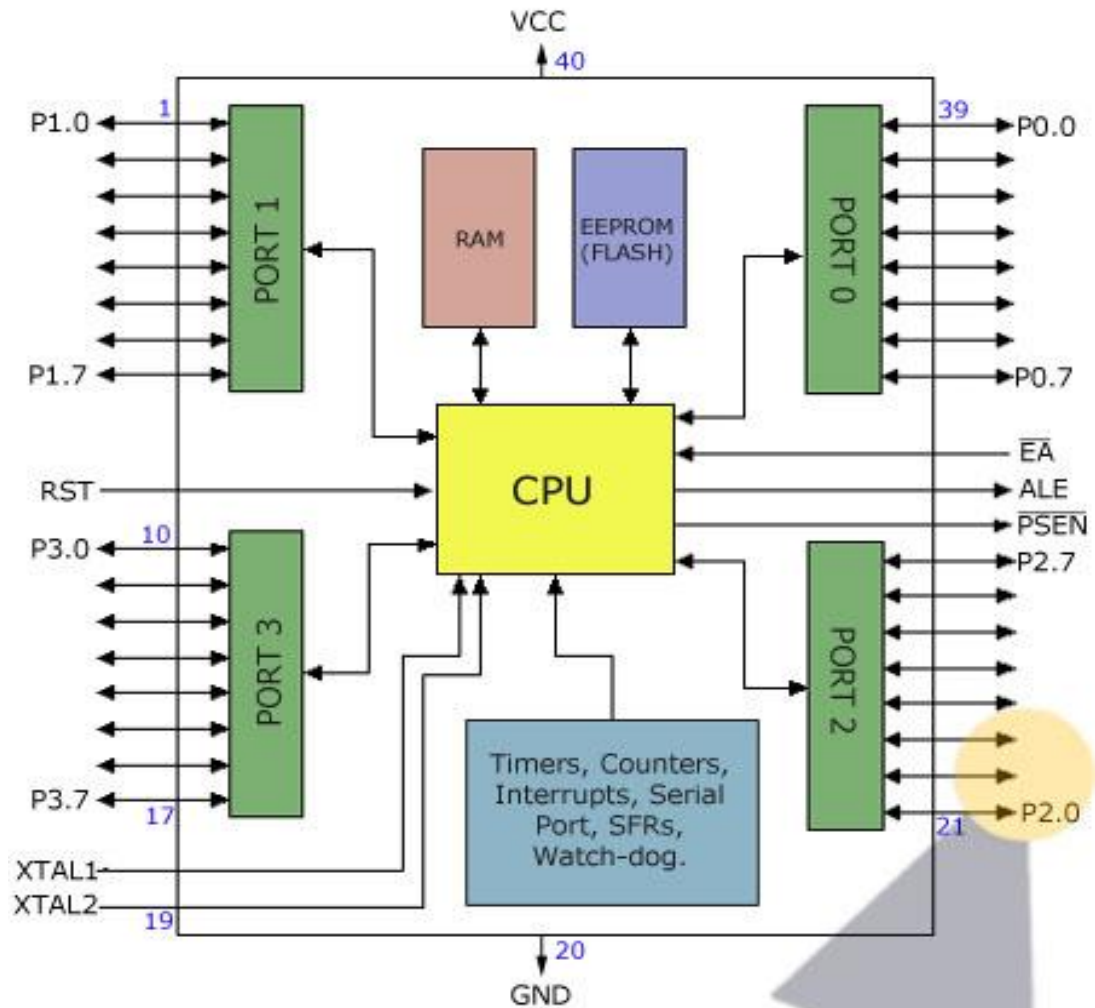 VCC
40
1
39
P1.0
P0.0
PORT 1
RAM
EEPROM
(FLASH)
PORT 0
P1.7
P0.7
EA
CPU
RST
ALE
PSEN
10
P3.0
P2.7
PORT 3
PORT 2
Timers, Counters,
Interrupts, Serial
Port, SFRs,
Watch-dog.
P3.7
17
P2.0
21
XTAL1
XTAL2
19
20
GND